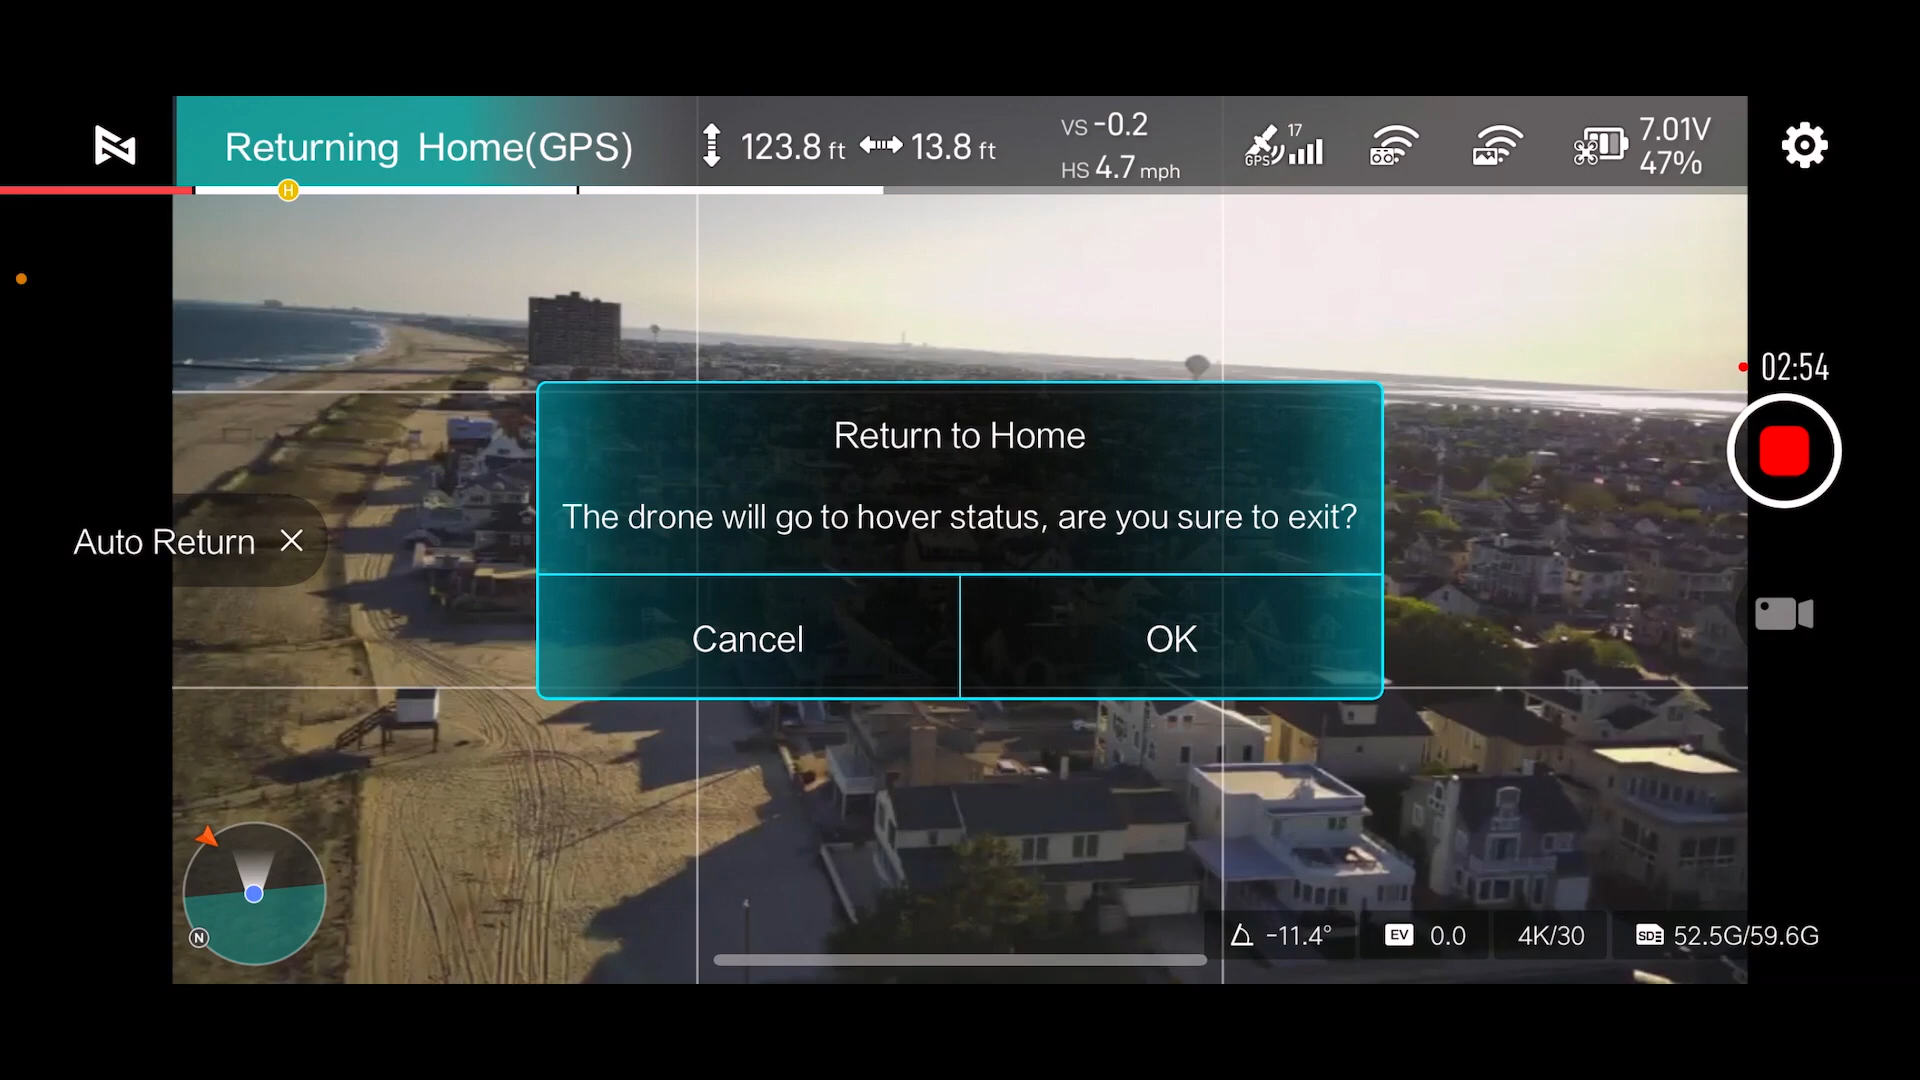 Returning Home(GPS)
123.8 ft
13.8 ft
VS -0.2
HS 4.7 mph
GPS 17
7.01V
47%
H
02:54
Return to Home
The drone will go to hover status, are you sure to exit?
Cancel
OK
Auto Return
N
-11.4°
EV 0.0
4K/30
SD 52.5G/59.6G